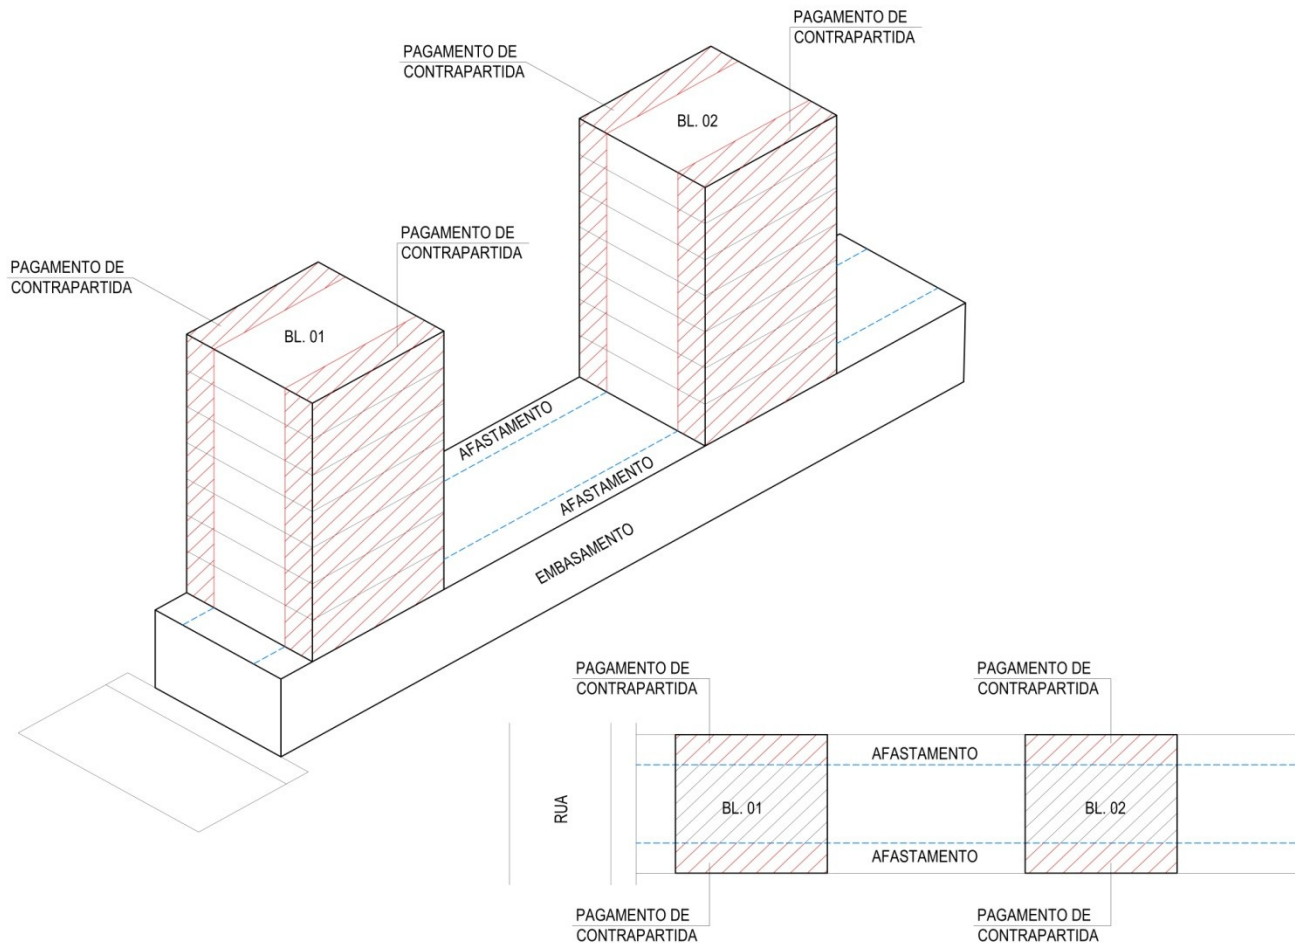 PAGAMENTO DE
CONTRAPARTIDA
PAGAMENTO DE
CONTRAPARTIDA
BL. 02
PAGAMENTO DE
CONTRAPARTIDA
PAGAMENTO DE
CONTRAPARTIDA
BL. 01
AFASTAMENTO
AFASTAMENTO
EMBASAMENTO
PAGAMENTO DE
CONTRAPARTIDA
PAGAMENTO DE
CONTRAPARTIDA
AFASTAMENTO
RUA
BL. 01
BL. 02
AFASTAMENTO
PAGAMENTO DE
CONTRAPARTIDA
PAGAMENTO DE
CONTRAPARTIDA